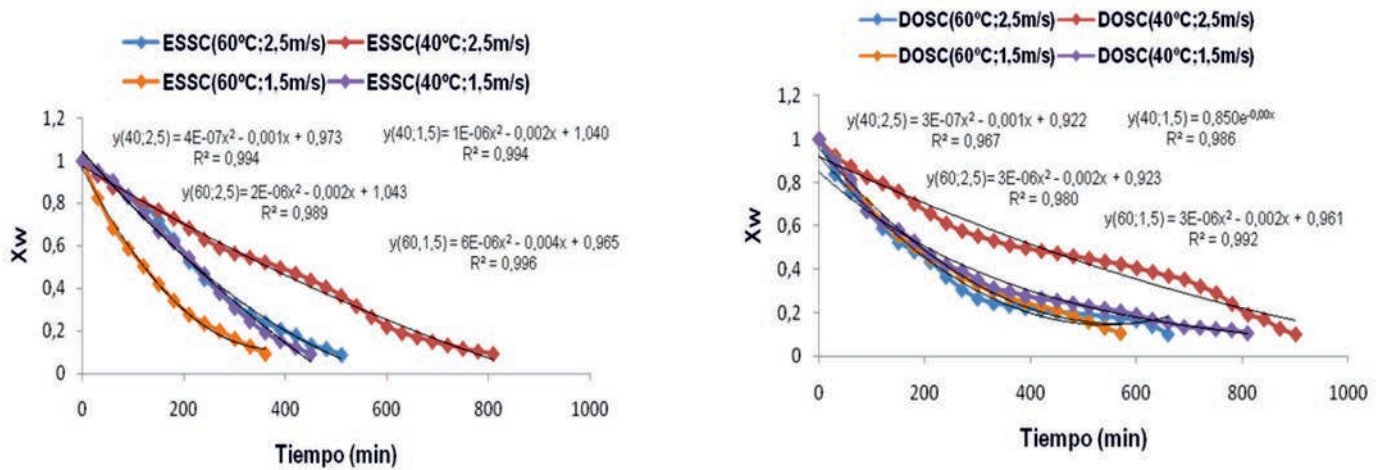 ESSC(60ºC;2,5m/s) ESSC(40ºC;2,5m/s)
ESSC(60ºC;1,5m/s) ESSC(40ºC;1,5m/s)
1,2
1
0,8
0,6
0,4
0,2
0
Xw
y(40;2,5) = 4E-07x² - 0,001x + 0,973
R² = 0,994
y(40;1,5) = 1E-06x² - 0,002x + 1,040
R² = 0,994
y(60;2,5)= 2E-06x² - 0,002x + 1,043
R² = 0,989
y(60,1,5)= 6E-06x² - 0,004x + 0,965
R² = 0,996
0 200 400 600 800 1000
Tiempo (min)
DOSC(60ºC;2,5m/s) DOSC(40ºC;2,5m/s)
DOSC(60ºC;1,5m/s) DOSC(40ºC;1,5m/s)
1,2
1
0,8
0,6
0,4
0,2
0
Xw
y(40;2,5) = 3E-07x² - 0,001x + 0,922
R² = 0,967
y(40;1,5) = 0,850e-0,00x
R² = 0,986
y(60;2,5)= 3E-06x² - 0,002x + 0,923
R² = 0,980
y(60,1,5)= 3E-06x² - 0,002x + 0,961
R² = 0,992
0 200 400 600 800 1000
Tiempo (min)